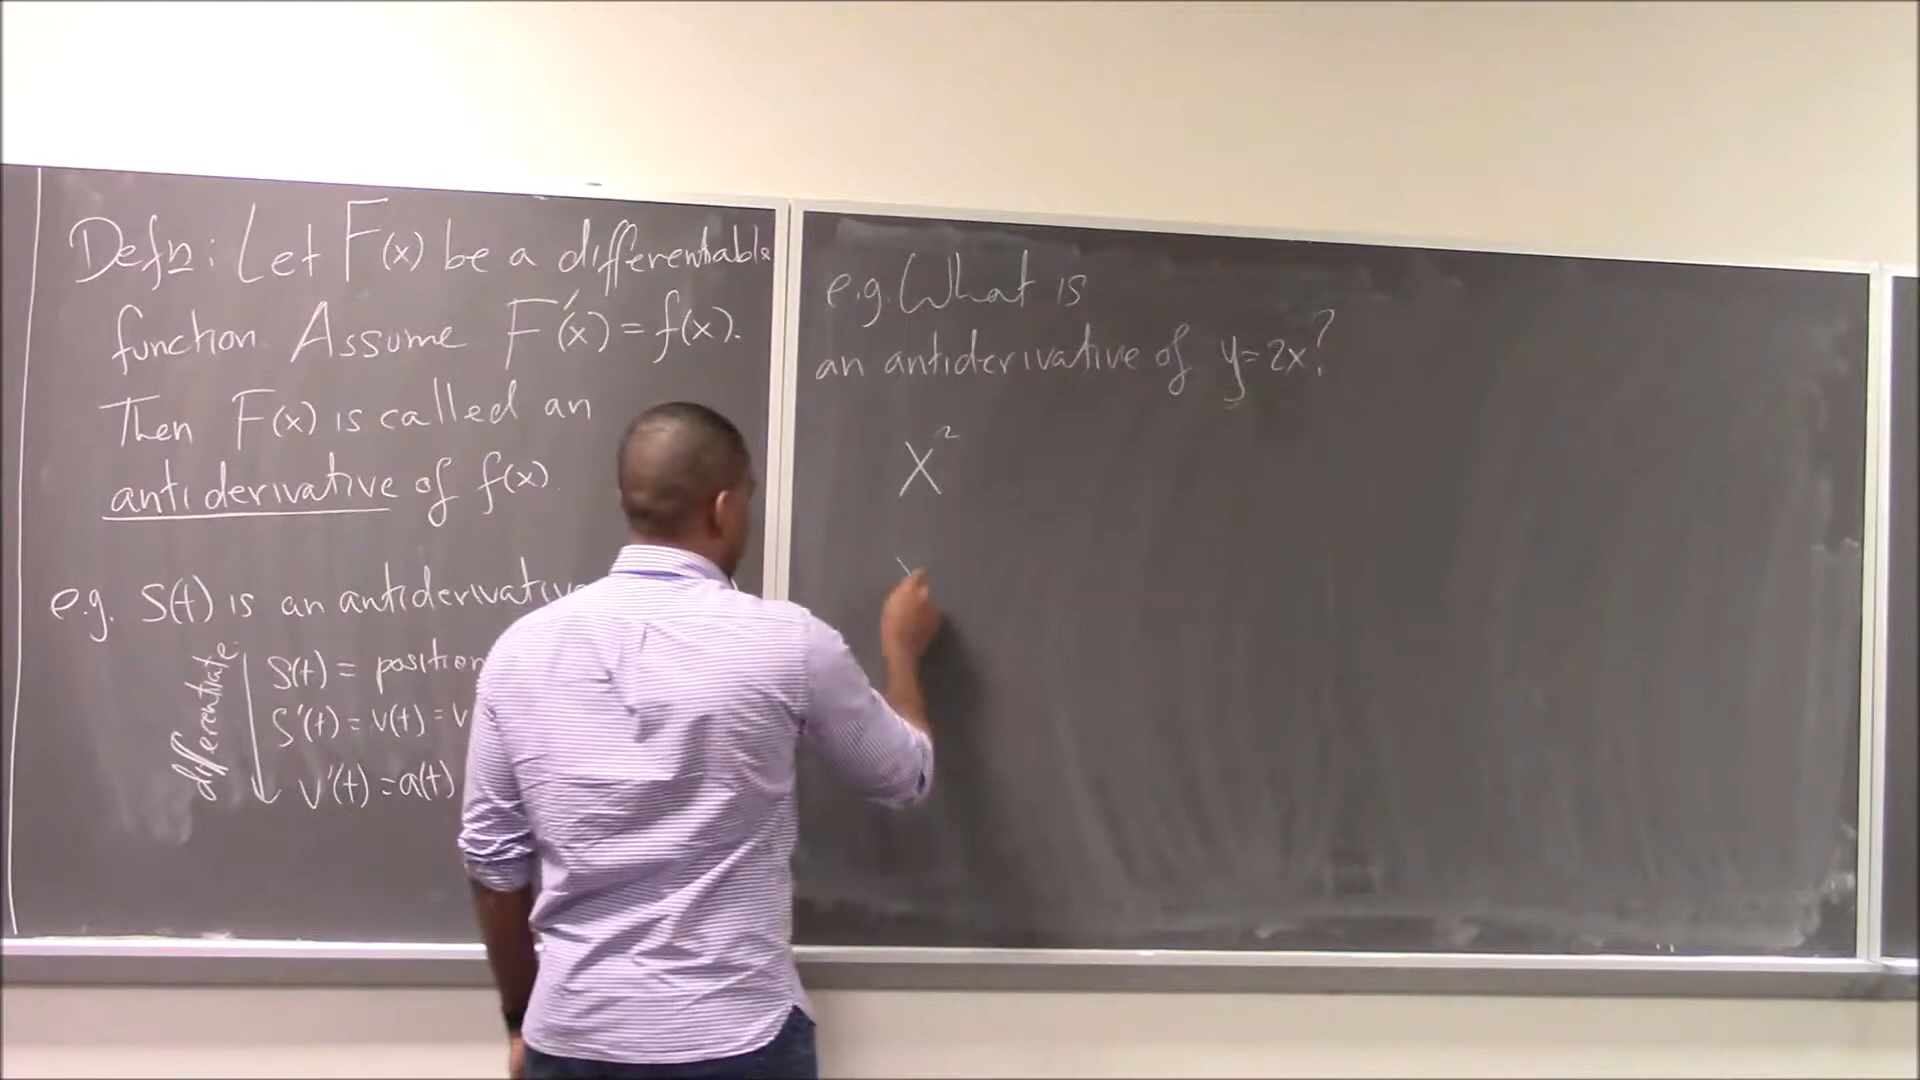 Defn: Let F(x) be a differentiable
function Assume F'(x) = f(x).
Then F(x) is called an
antiderivative of f(x).
e.g. S(t) is an antiderivative
differentiate
S(t) = position
S'(t) = v(t) = v
v'(t) = a(t)
e.g. What is
an antiderivative of y=2x?
x²